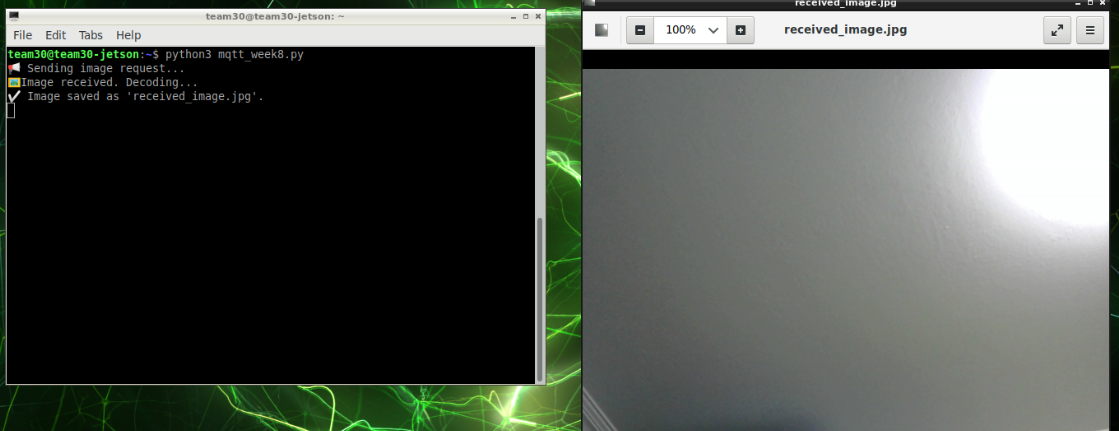 team30@team30-jetson: ~
File Edit Tabs Help
team30@team30-jetson:~$ python3 mqtt_week8.py
📢 Sending image request...
🖼️Image received. Decoding...
✅ Image saved as 'received_image.jpg'.
received_image.jpg
100%
received_image.jpg